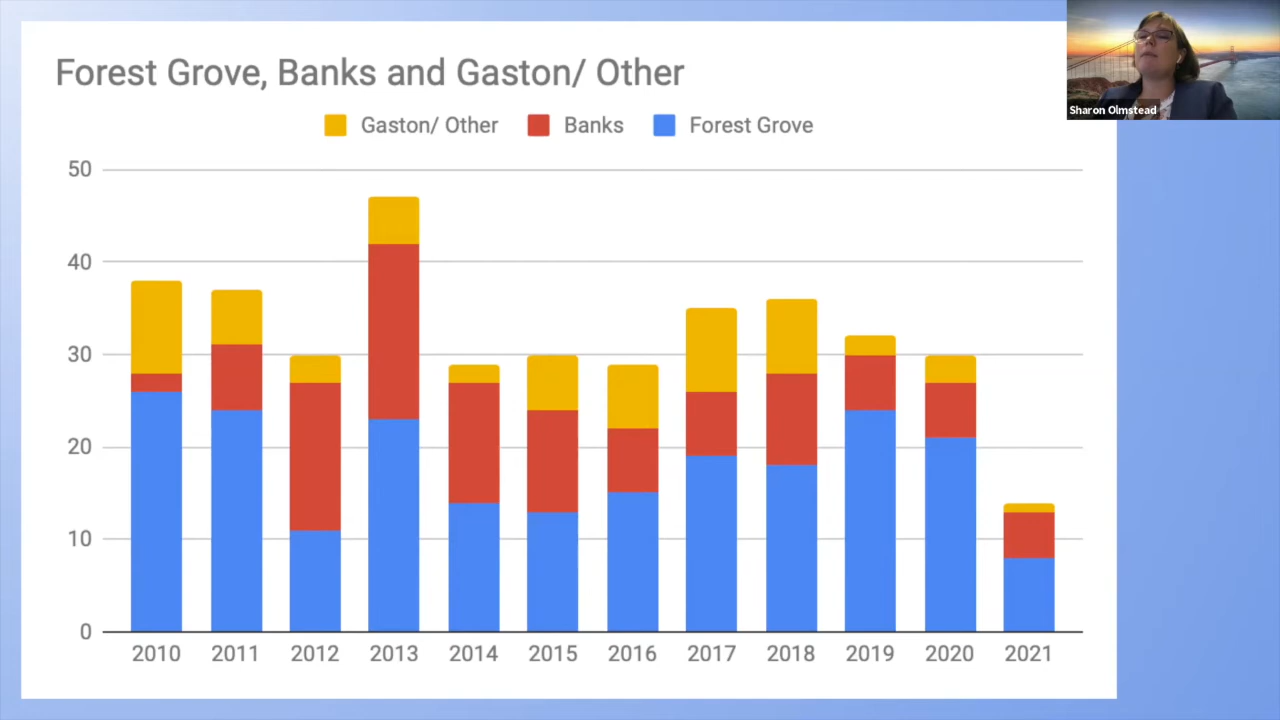 Forest Grove, Banks and Gaston/ Other
Sharon Olmstead
Gaston/ Other Banks Forest Grove
50
40
30
20
10
0
2010 2011 2012 2013 2014 2015 2016 2017 2018 2019 2020 2021